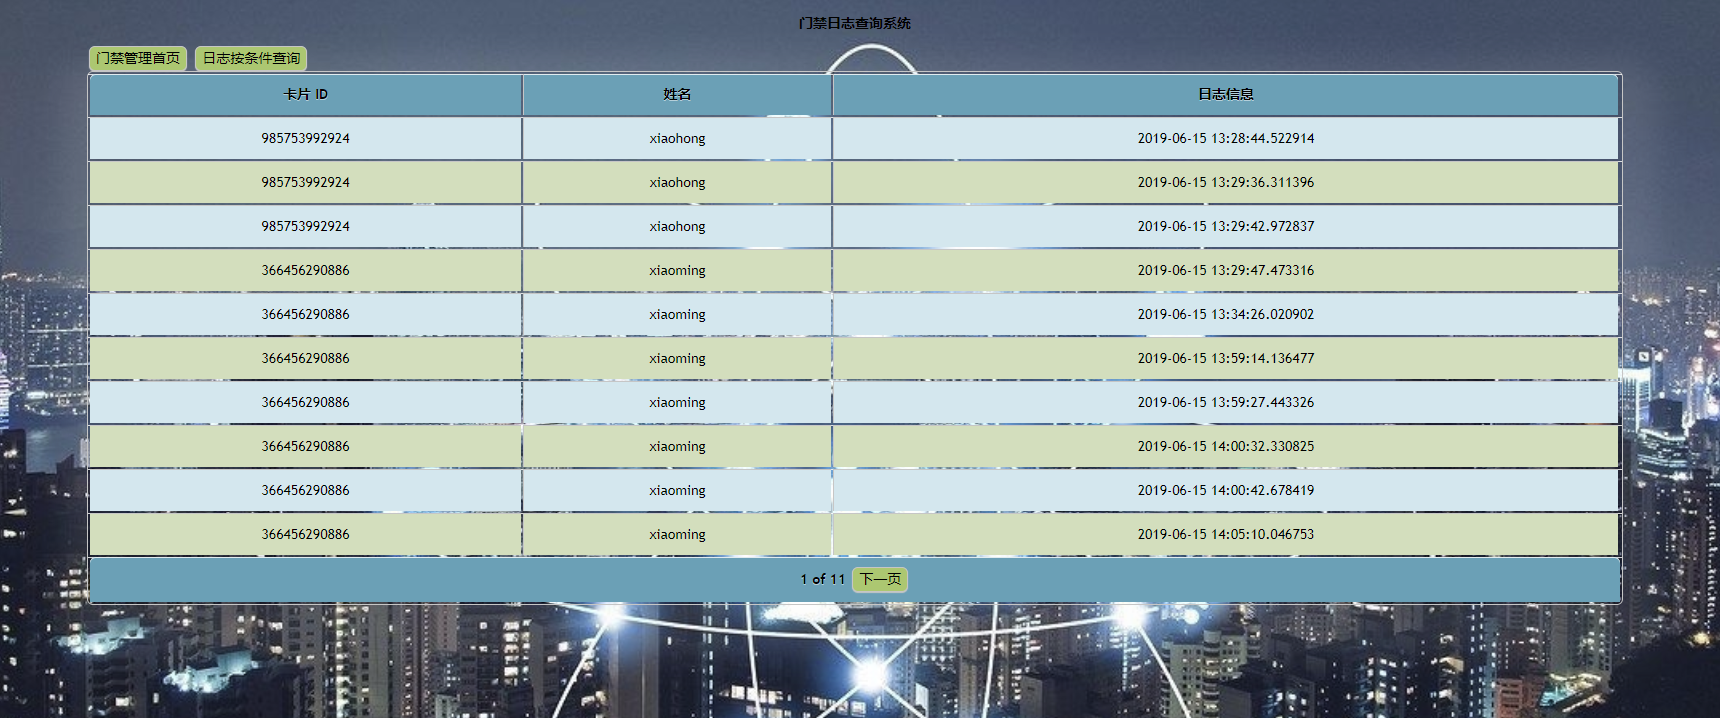 门禁日志查询系统
门禁管理首页 日志按条件查询
卡片 ID 姓名 日志信息
985753992924 xiaohong 2019-06-15 13:28:44.522914
985753992924 xiaohong 2019-06-15 13:29:36.311396
985753992924 xiaohong 2019-06-15 13:29:42.972837
366456290886 xiaoming 2019-06-15 13:29:47.473316
366456290886 xiaoming 2019-06-15 13:34:26.020902
366456290886 xiaoming 2019-06-15 13:59:14.136477
366456290886 xiaoming 2019-06-15 13:59:27.443326
366456290886 xiaoming 2019-06-15 14:00:32.330825
366456290886 xiaoming 2019-06-15 14:00:42.678419
366456290886 xiaoming 2019-06-15 14:05:10.046753
1 of 11 下一页